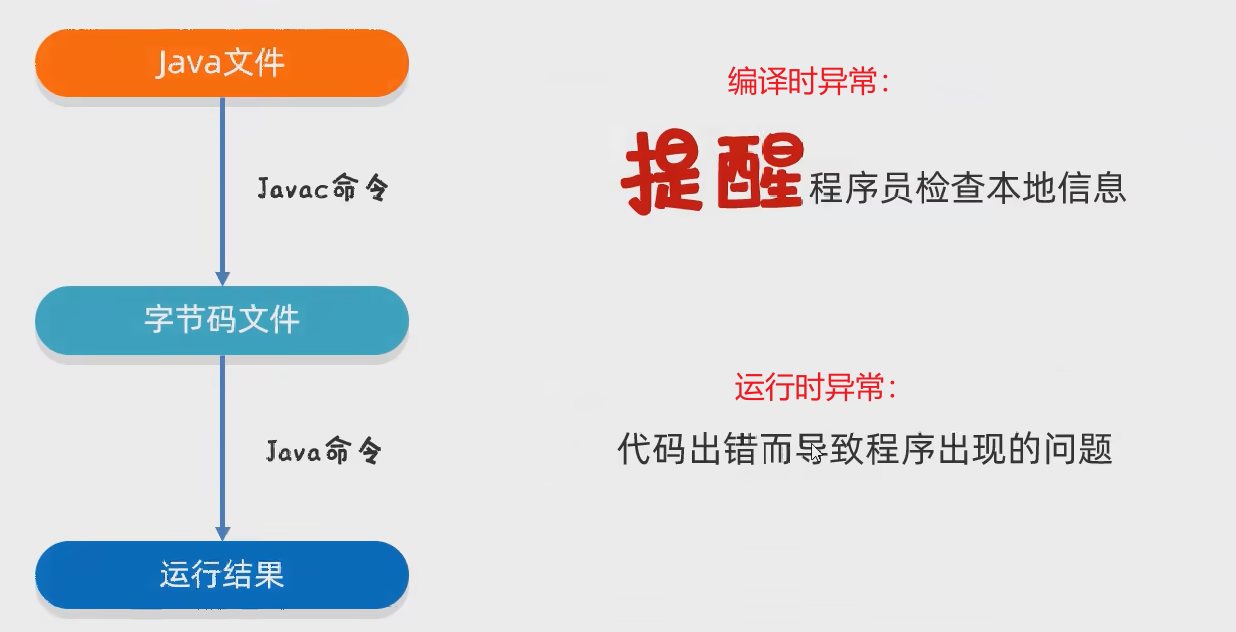 Java文件
编译时异常：
提醒程序员检查本地信息
Javac命令
字节码文件
运行时异常：
代码出错而导致程序出现的问题
Java命令
运行结果